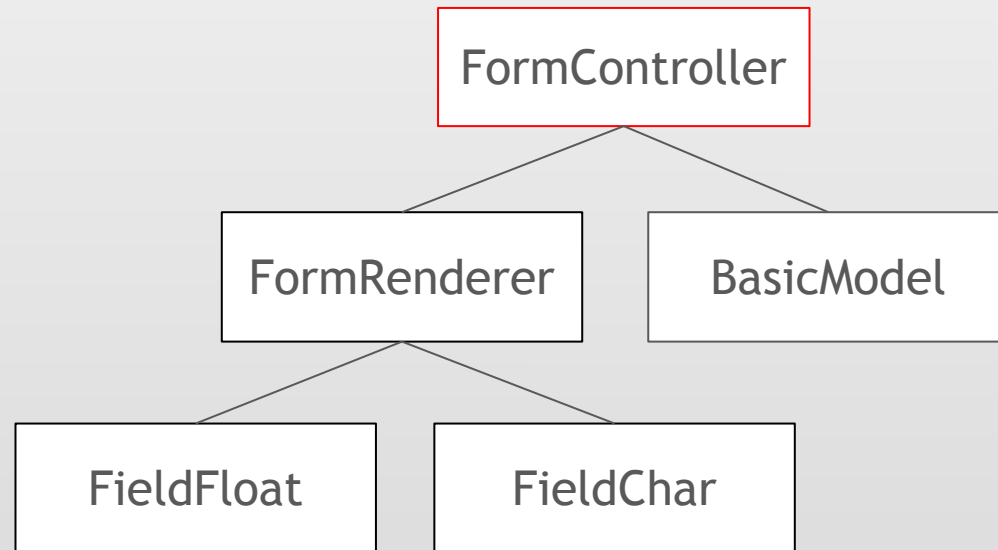 FormController
FormRenderer
BasicModel
FieldFloat
FieldChar